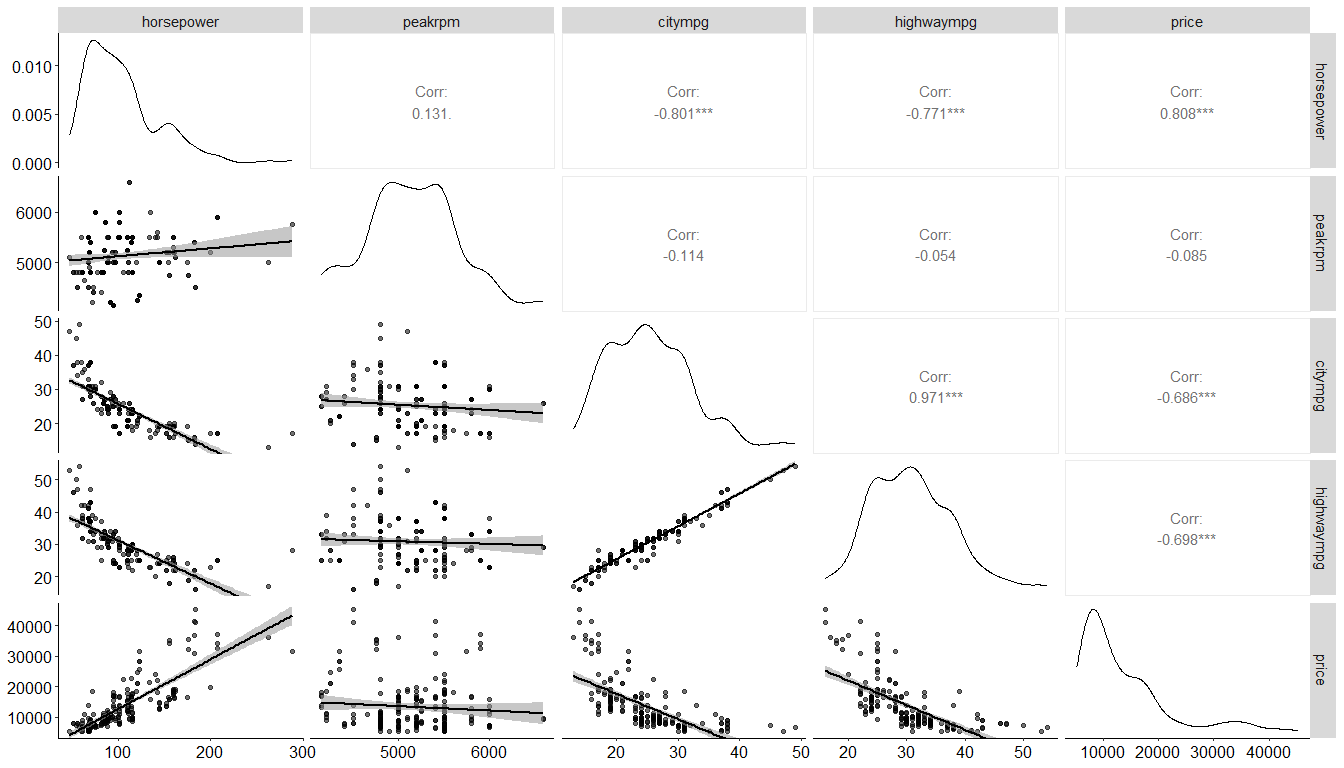 horsepower
peakrpm
citympg
highwaympg
price
0.010
0.005
0.000
Corr:
0.131.
Corr:
-0.801***
Corr:
-0.771***
Corr:
0.808***
horsepower
6000
5000
Corr:
-0.114
Corr:
-0.054
Corr:
-0.085
peakrpm
50
40
30
20
Corr:
0.971***
Corr:
-0.686***
citympg
50
40
30
20
Corr:
-0.698***
highwaympg
40000
30000
20000
10000
price
100
200
300
5000
6000
20
30
40
50
20
30
40
50
10000
20000
30000
40000